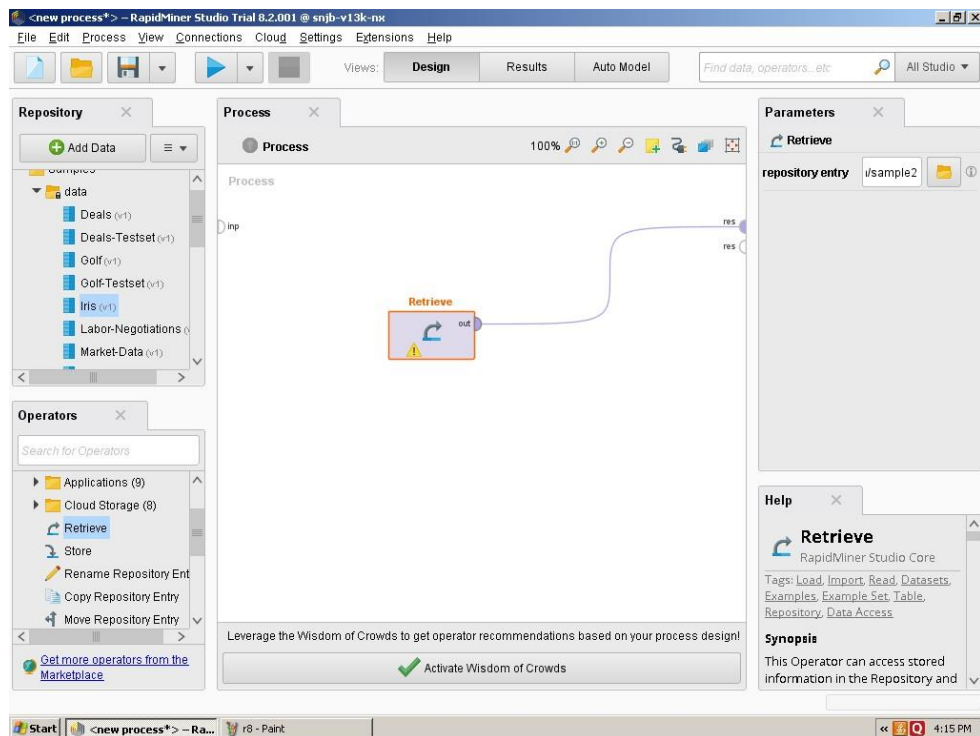 <new process*> – RapidMiner Studio Trial 8.2.001 @ snjb-v13k-nx
File Edit Process View Connections Cloud Settings Extensions Help
Views: Design Results Auto Model Find data, operators...etc All Studio
Repository
Add Data
Samples
data
Deals (v1)
Deals-Testset (v1)
Golf (v1)
Golf-Testset (v1)
Iris (v1)
Labor-Negotiations (
Market-Data (v1)
Operators
Search for Operators
Applications (9)
Cloud Storage (8)
Retrieve
Store
Rename Repository Ent
Copy Repository Entry
Move Repository Entry
Get more operators from the
Marketplace
Process
Process 100%
Process
inp
res
res
Retrieve
out
Leverage the Wisdom of Crowds to get operator recommendations based on your process design!
Activate Wisdom of Crowds
Parameters
Retrieve
repository entry /sample2
Help
Retrieve
RapidMiner Studio Core
Tags: Load, Import, Read, Datasets,
Examples, Example Set, Table,
Repository, Data Access
Synopsis
This Operator can access stored
information in the Repository and
Start <new process*> – Ra... r8 - Paint 4:15 PM